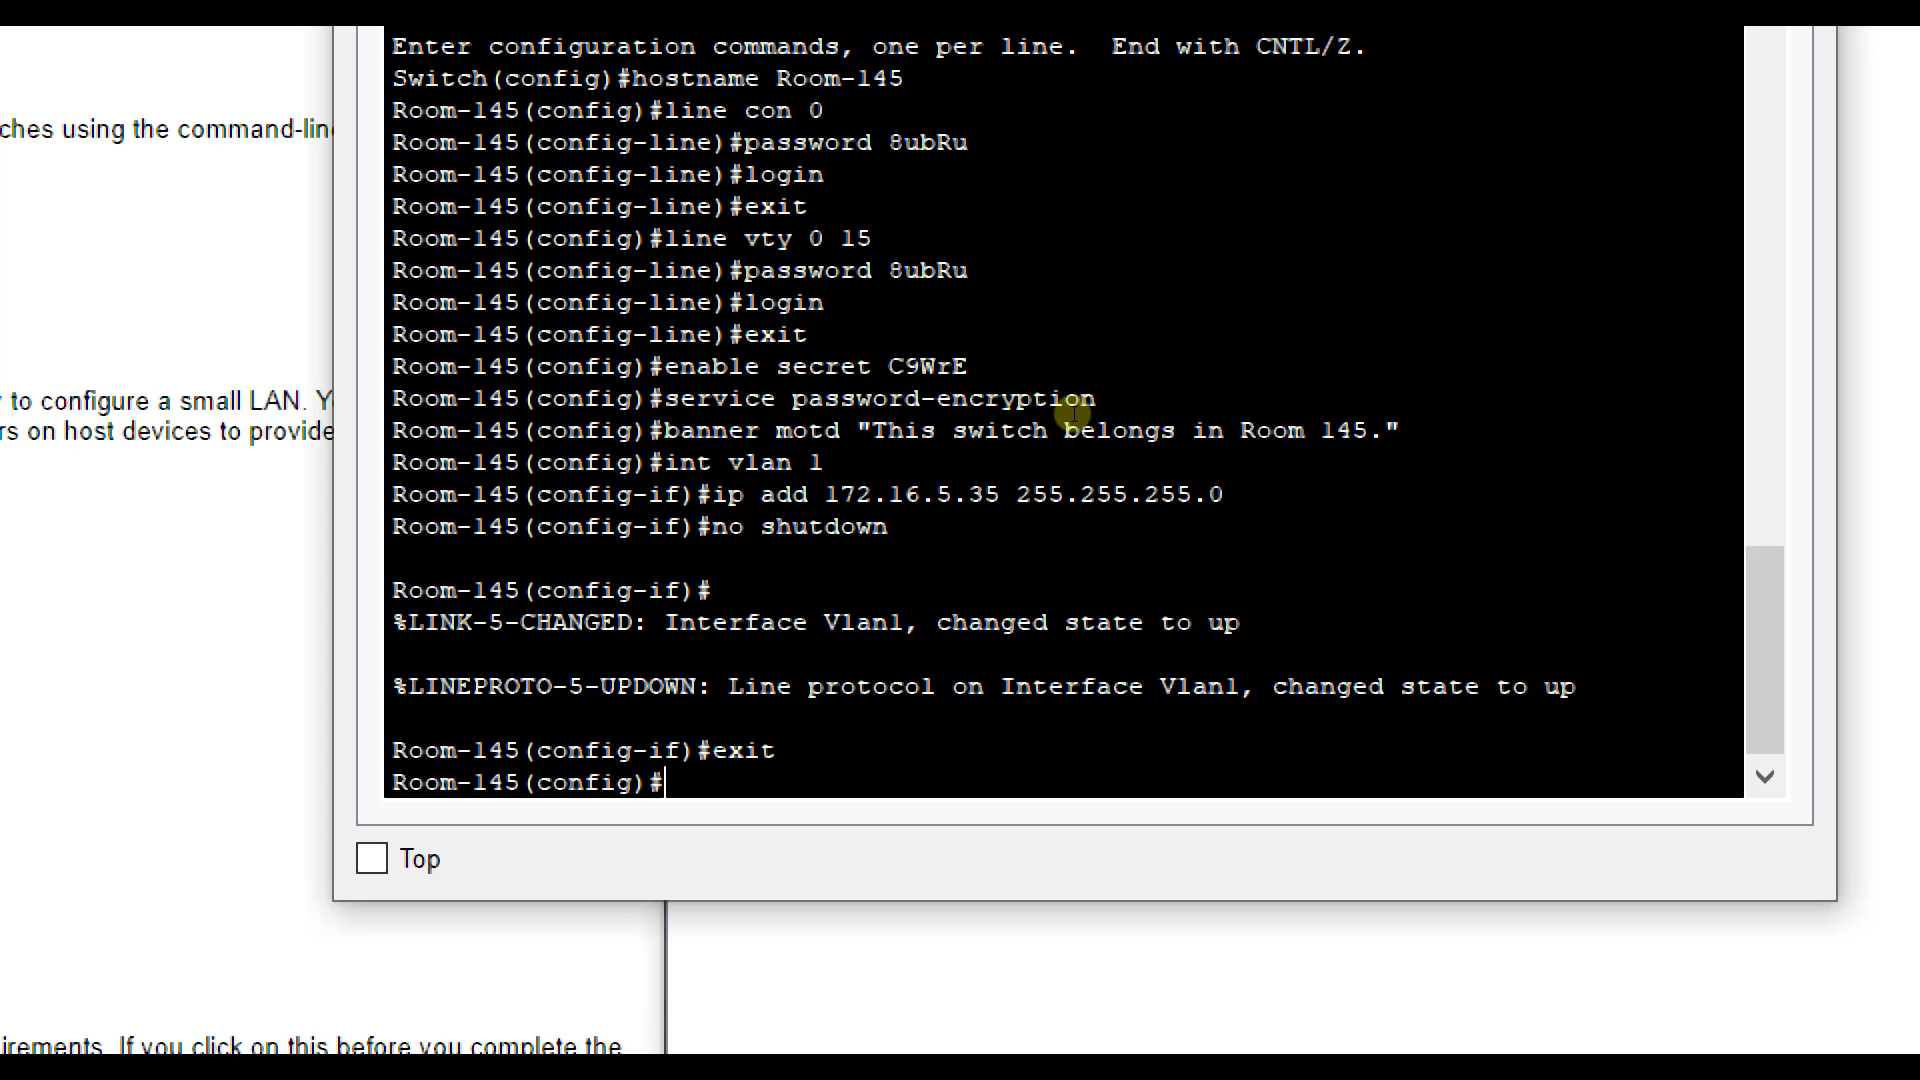 Enter configuration commands, one per line.  End with CNTL/Z.
Switch(config)#hostname Room-145
Room-145(config)#line con 0
Room-145(config-line)#password 8ubRu
Room-145(config-line)#login
Room-145(config-line)#exit
Room-145(config)#line vty 0 15
Room-145(config-line)#password 8ubRu
Room-145(config-line)#login
Room-145(config-line)#exit
Room-145(config)#enable secret C9WrE
Room-145(config)#service password-encryption
Room-145(config)#banner motd "This switch belongs in Room 145."
Room-145(config)#int vlan 1
Room-145(config-if)#ip add 172.16.5.35 255.255.255.0
Room-145(config-if)#no shutdown
Room-145(config-if)#
%LINK-5-CHANGED: Interface Vlan1, changed state to up
%LINEPROTO-5-UPDOWN: Line protocol on Interface Vlan1, changed state to up
Room-145(config-if)#exit
Room-145(config)#
Top
ches using the command-line
to configure a small LAN.
rs on host devices to provide
irements. If you click on this before you complete the